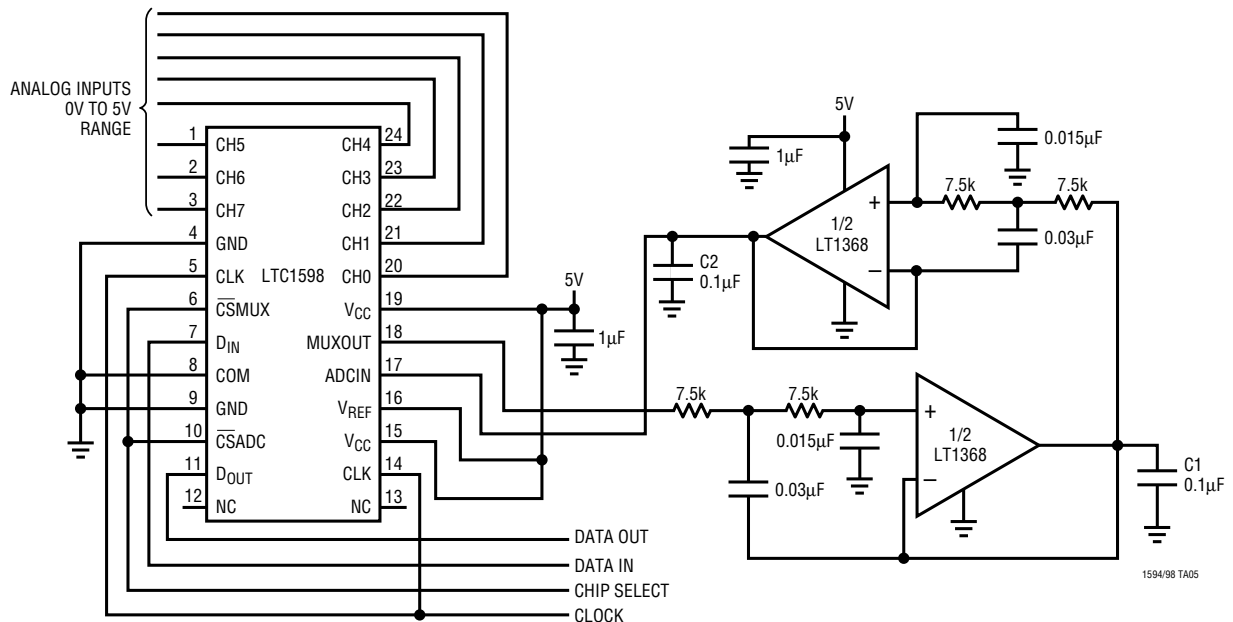 ANALOG INPUTS
0V TO 5V
RANGE
1 CH5
2 CH6
3 CH7
4 GND
5 CLK
6 C̅S̅MUX
7 DIN
8 COM
9 GND
10 C̅S̅ADC
11 DOUT
12 NC
LTC1598
CH4 24
CH3 23
CH2 22
CH1 21
CH0 20
VCC 19
MUXOUT 18
ADCIN 17
VREF 16
VCC 15
CLK 14
NC 13
5V
1µF
DATA OUT
DATA IN
CHIP SELECT
CLOCK
5V
1µF
+
−
1/2
LT1368
C2
0.1µF
0.015µF
7.5k
7.5k
0.03µF
7.5k
7.5k
0.015µF
0.03µF
+
−
1/2
LT1368
C1
0.1µF
1594/98 TA05